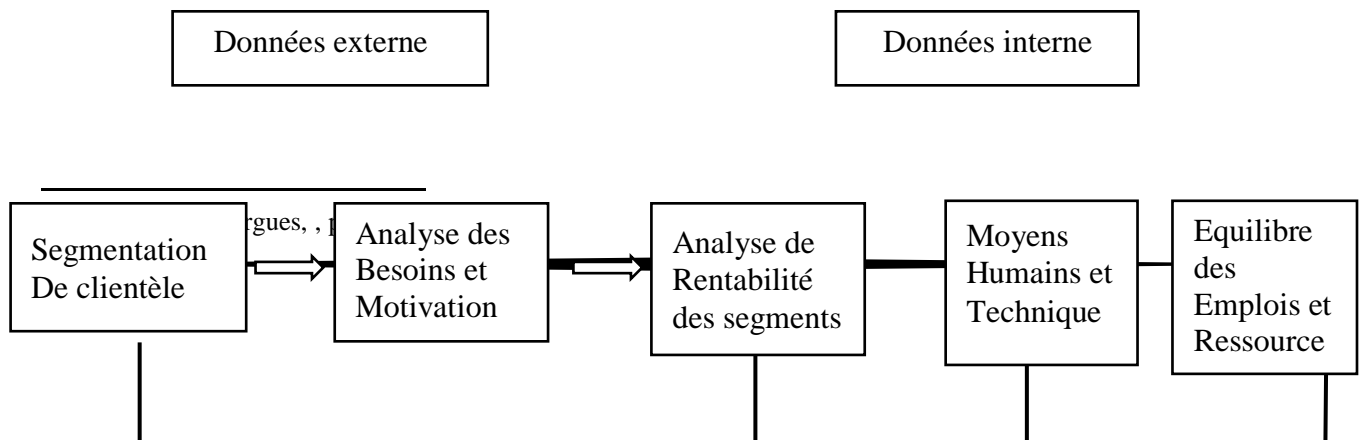 Données externe
Données interne
Segmentation
De clientèle
rgues, , p
Analyse des
Besoins et
Motivation
Analyse de
Rentabilité
des segments
Moyens
Humains et
Technique
Equilibre
des
Emplois et
Ressource